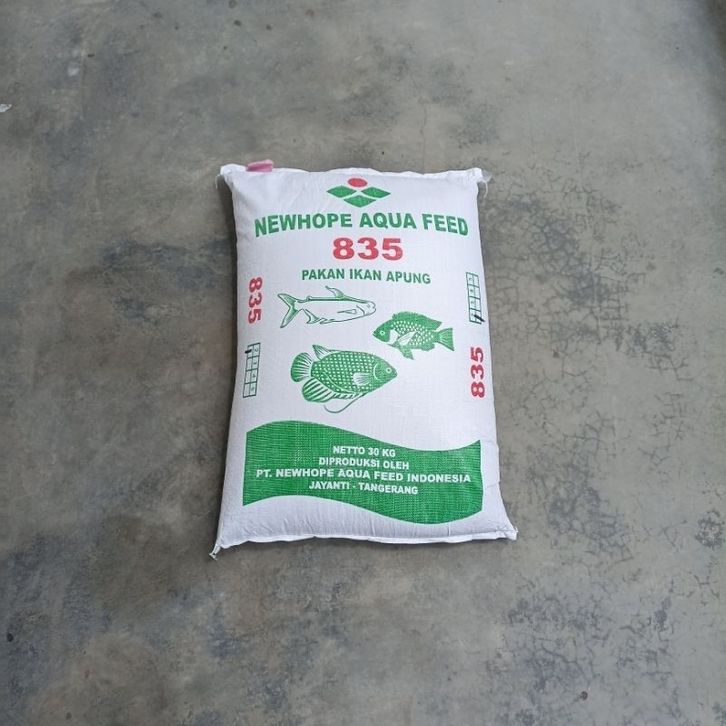 NEWHOPE AQUA FEED
835
PAKAN IKAN APUNG
835
835
NETTO 30 KG
DIPRODUKSI OLEH
PT. NEWHOPE AQUA FEED INDONESIA
JAYANTI - TANGERANG